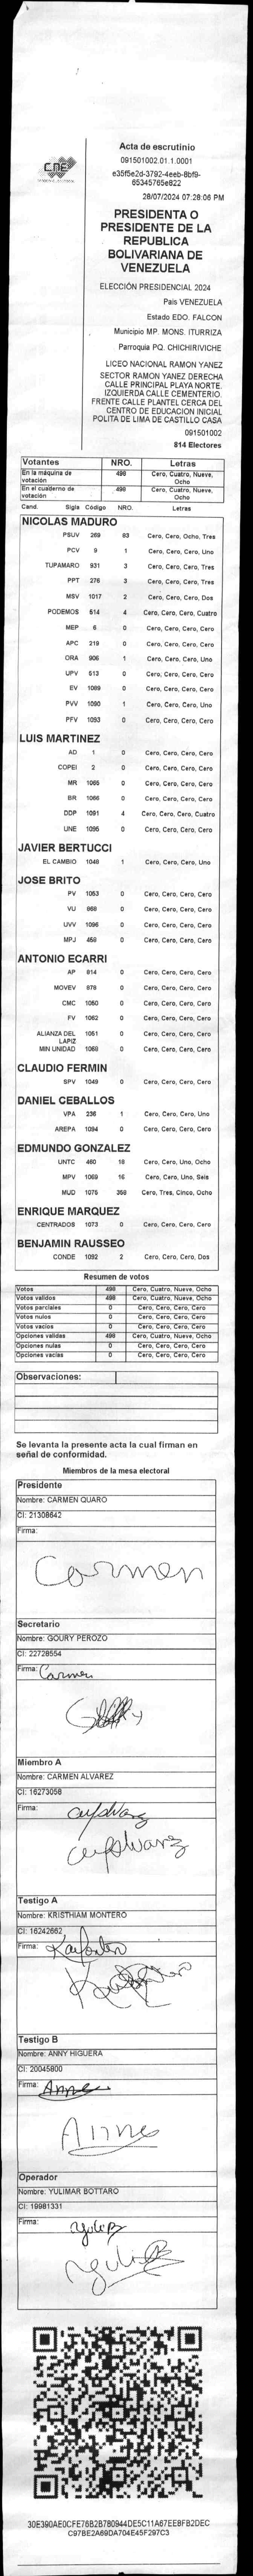 CNE
Acta de escrutinio
091501002.01.1.0001
e35f5e2d-3792-4eeb-8bf9-
65345765e822
28/07/2024 07:28:06 PM
PRESIDENTA O
PRESIDENTE DE LA
REPUBLICA
BOLIVARIANA DE
VENEZUELA
ELECCIÓN PRESIDENCIAL 2024
País VENEZUELA
Estado EDO. FALCON
Municipio MP. MONS. ITURRIZA
Parroquia PQ. CHICHIRIVICHE
LICEO NACIONAL RAMON YANEZ
SECTOR RAMON YANEZ DERECHA
CALLE PRINCIPAL PLAYA NORTE.
IZQUIERDA CALLE CEMENTERIO.
FRENTE CALLE PLANTEL CERCA DEL
CENTRO DE EDUCACION INICIAL
POLITA DE LIMA DE CASTILLO CASA
091501002
814 Electores
Votantes NRO. Letras
En la máquina de votación 498 Cero, Cuatro, Nueve, Ocho
En el cuaderno de votación 498 Cero, Cuatro, Nueve, Ocho
Cand. Sigla Código NRO. Letras
NICOLAS MADURO
PSUV 269 83 Cero, Cero, Ocho, Tres
PCV 9 1 Cero, Cero, Cero, Uno
TUPAMARO 931 3 Cero, Cero, Cero, Tres
PPT 276 3 Cero, Cero, Cero, Tres
MSV 1017 2 Cero, Cero, Cero, Dos
PODEMOS 514 4 Cero, Cero, Cero, Cuatro
MEP 6 0 Cero, Cero, Cero, Cero
APC 219 0 Cero, Cero, Cero, Cero
ORA 906 1 Cero, Cero, Cero, Uno
UPV 513 0 Cero, Cero, Cero, Cero
EV 1089 0 Cero, Cero, Cero, Cero
PVV 1090 1 Cero, Cero, Cero, Uno
PFV 1093 0 Cero, Cero, Cero, Cero
LUIS MARTINEZ
AD 1 0 Cero, Cero, Cero, Cero
COPEI 2 0 Cero, Cero, Cero, Cero
MR 1065 0 Cero, Cero, Cero, Cero
BR 1066 0 Cero, Cero, Cero, Cero
DDP 1091 4 Cero, Cero, Cero, Cuatro
UNE 1095 0 Cero, Cero, Cero, Cero
JAVIER BERTUCCI
EL CAMBIO 1048 1 Cero, Cero, Cero, Uno
JOSE BRITO
PV 1053 0 Cero, Cero, Cero, Cero
VU 868 0 Cero, Cero, Cero, Cero
UVV 1096 0 Cero, Cero, Cero, Cero
MPJ 459 0 Cero, Cero, Cero, Cero
ANTONIO ECARRI
AP 814 0 Cero, Cero, Cero, Cero
MOVEV 878 0 Cero, Cero, Cero, Cero
CMC 1050 0 Cero, Cero, Cero, Cero
FV 1062 0 Cero, Cero, Cero, Cero
ALIANZA DEL LAPIZ 1051 0 Cero, Cero, Cero, Cero
MIN UNIDAD 1068 0 Cero, Cero, Cero, Cero
CLAUDIO FERMIN
SPV 1049 0 Cero, Cero, Cero, Cero
DANIEL CEBALLOS
VPA 236 1 Cero, Cero, Cero, Uno
AREPA 1094 0 Cero, Cero, Cero, Cero
EDMUNDO GONZALEZ
UNTC 460 18 Cero, Cero, Uno, Ocho
MPV 1069 16 Cero, Cero, Uno, Seis
MUD 1075 358 Cero, Tres, Cinco, Ocho
ENRIQUE MARQUEZ
CENTRADOS 1073 0 Cero, Cero, Cero, Cero
BENJAMIN RAUSSEO
CONDE 1092 2 Cero, Cero, Cero, Dos
Resumen de votos
Votos 498 Cero, Cuatro, Nueve, Ocho
Votos validos 498 Cero, Cuatro, Nueve, Ocho
Votos parciales 0 Cero, Cero, Cero, Cero
Votos nulos 0 Cero, Cero, Cero, Cero
Votos vacios 0 Cero, Cero, Cero, Cero
Opciones validas 498 Cero, Cuatro, Nueve, Ocho
Opciones nulas 0 Cero, Cero, Cero, Cero
Opciones vacias 0 Cero, Cero, Cero, Cero
Observaciones:
Se levanta la presente acta la cual firman en
señal de conformidad.
Miembros de la mesa electoral
Presidente
Nombre: CARMEN QUARO
CI: 21308642
Firma:
Carmen
Secretario
Nombre: GOURY PEROZO
CI: 22728554
Firma: Carmen
Miembro A
Nombre: CARMEN ALVAREZ
CI: 16273058
Firma:
Testigo A
Nombre: KRISTHIAM MONTERO
CI: 16242662
Firma:
Testigo B
Nombre: ANNY HIGUERA
CI: 20045800
Firma:
Operador
Nombre: YULIMAR BOTTARO
CI: 19981331
Firma:
30E390AE0CFE76B2B780944DE5C11A67EE8FB2DEC
C97BE2A69DA704E45F297C3